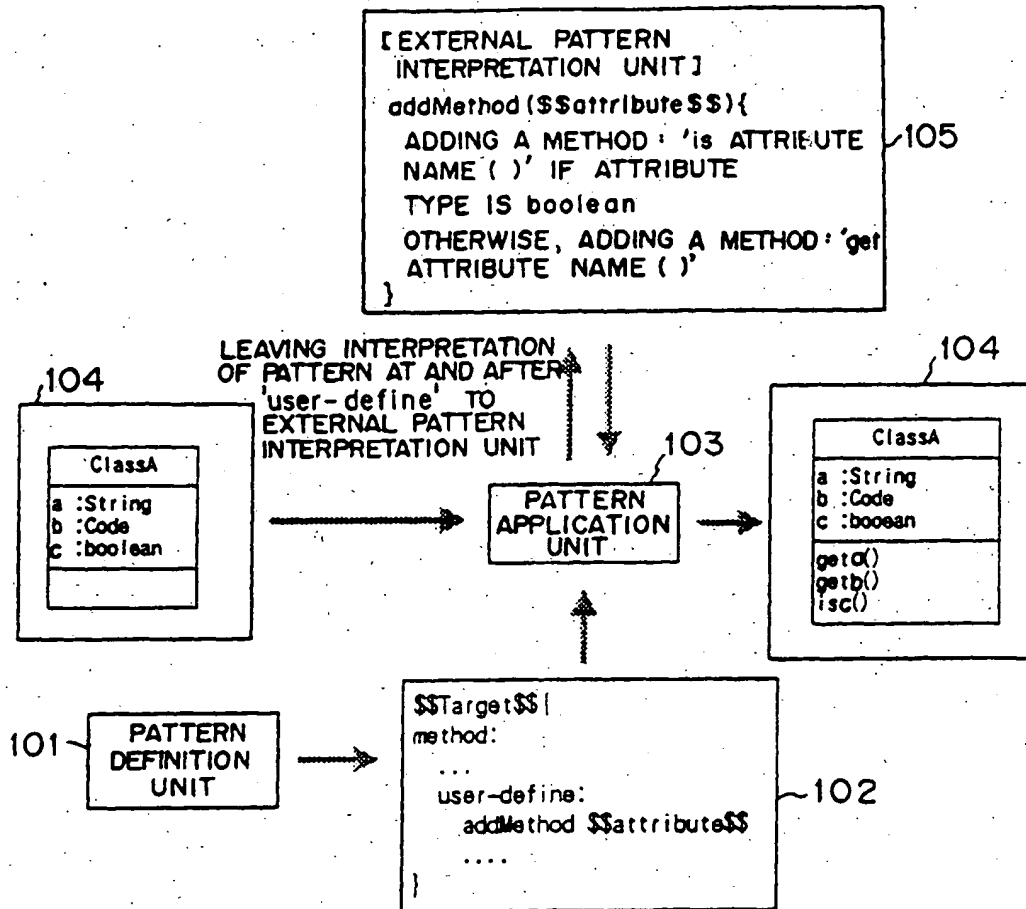 [EXTERNAL PATTERN
INTERPRETATION UNIT]
addMethod($$attribute$$){
ADDING A METHOD: 'is ATTRIBUTE
NAME ( )' IF ATTRIBUTE
TYPE IS boolean
OTHERWISE, ADDING A METHOD: 'get
ATTRIBUTE NAME ( )'
}
105
LEAVING INTERPRETATION
OF PATTERN AT AND AFTER
'user-define' TO
EXTERNAL PATTERN
INTERPRETATION UNIT
104
ClassA
a :String
b :Code
c :boolean
103
PATTERN
APPLICATION
UNIT
104
ClassA
a :String
b :Code
c :booean
geta()
getb()
isc()
101
PATTERN
DEFINITION
UNIT
$$Target$${
method:
...
user-define:
addMethod $$attribute$$
....
}
102